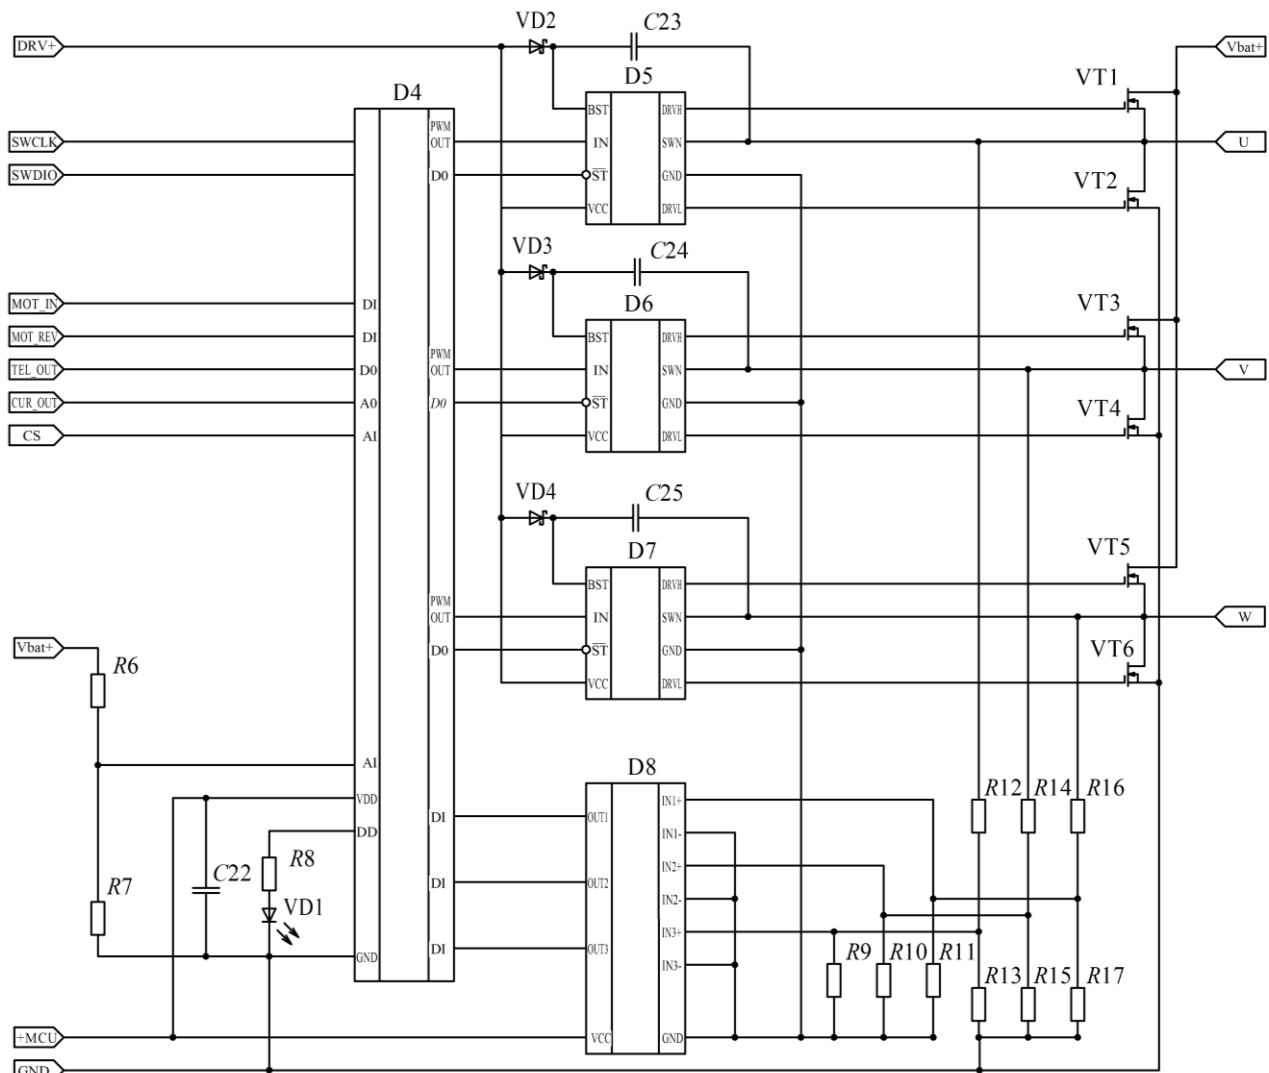 VD2
C23
DRV+
Vbat+
D5
VT1
D4
BST
DRVH
PWM
SWCLK
OUT
IN
SWN
U
SWDIO
D0
ST
GND
VT2
VCC
DRVL
VD3
C24
MOT_IN
DI
D6
VT3
MOT_REV
DI
BST
DRVH
PWM
TEL_OUT
D0
OUT
IN
SWN
V
CUR_OUT
A0
D0
ST
GND
VT4
CS
AI
VCC
DRVL
VD4
C25
D7
VT5
BST
DRVH
PWM
OUT
IN
SWN
W
Vbat+
D0
ST
GND
VT6
R6
VCC
DRVL
AI
D8
VDD
IN1+
R12
R14
R16
DI
OUT1
DD
IN1-
R8
C22
IN2+
R7
DI
OUT2
VD1
IN2-
IN3+
DI
OUT3
GND
IN3-
R9
R10
R11
R13
R15
R17
+MCU
VCC
GND
GND